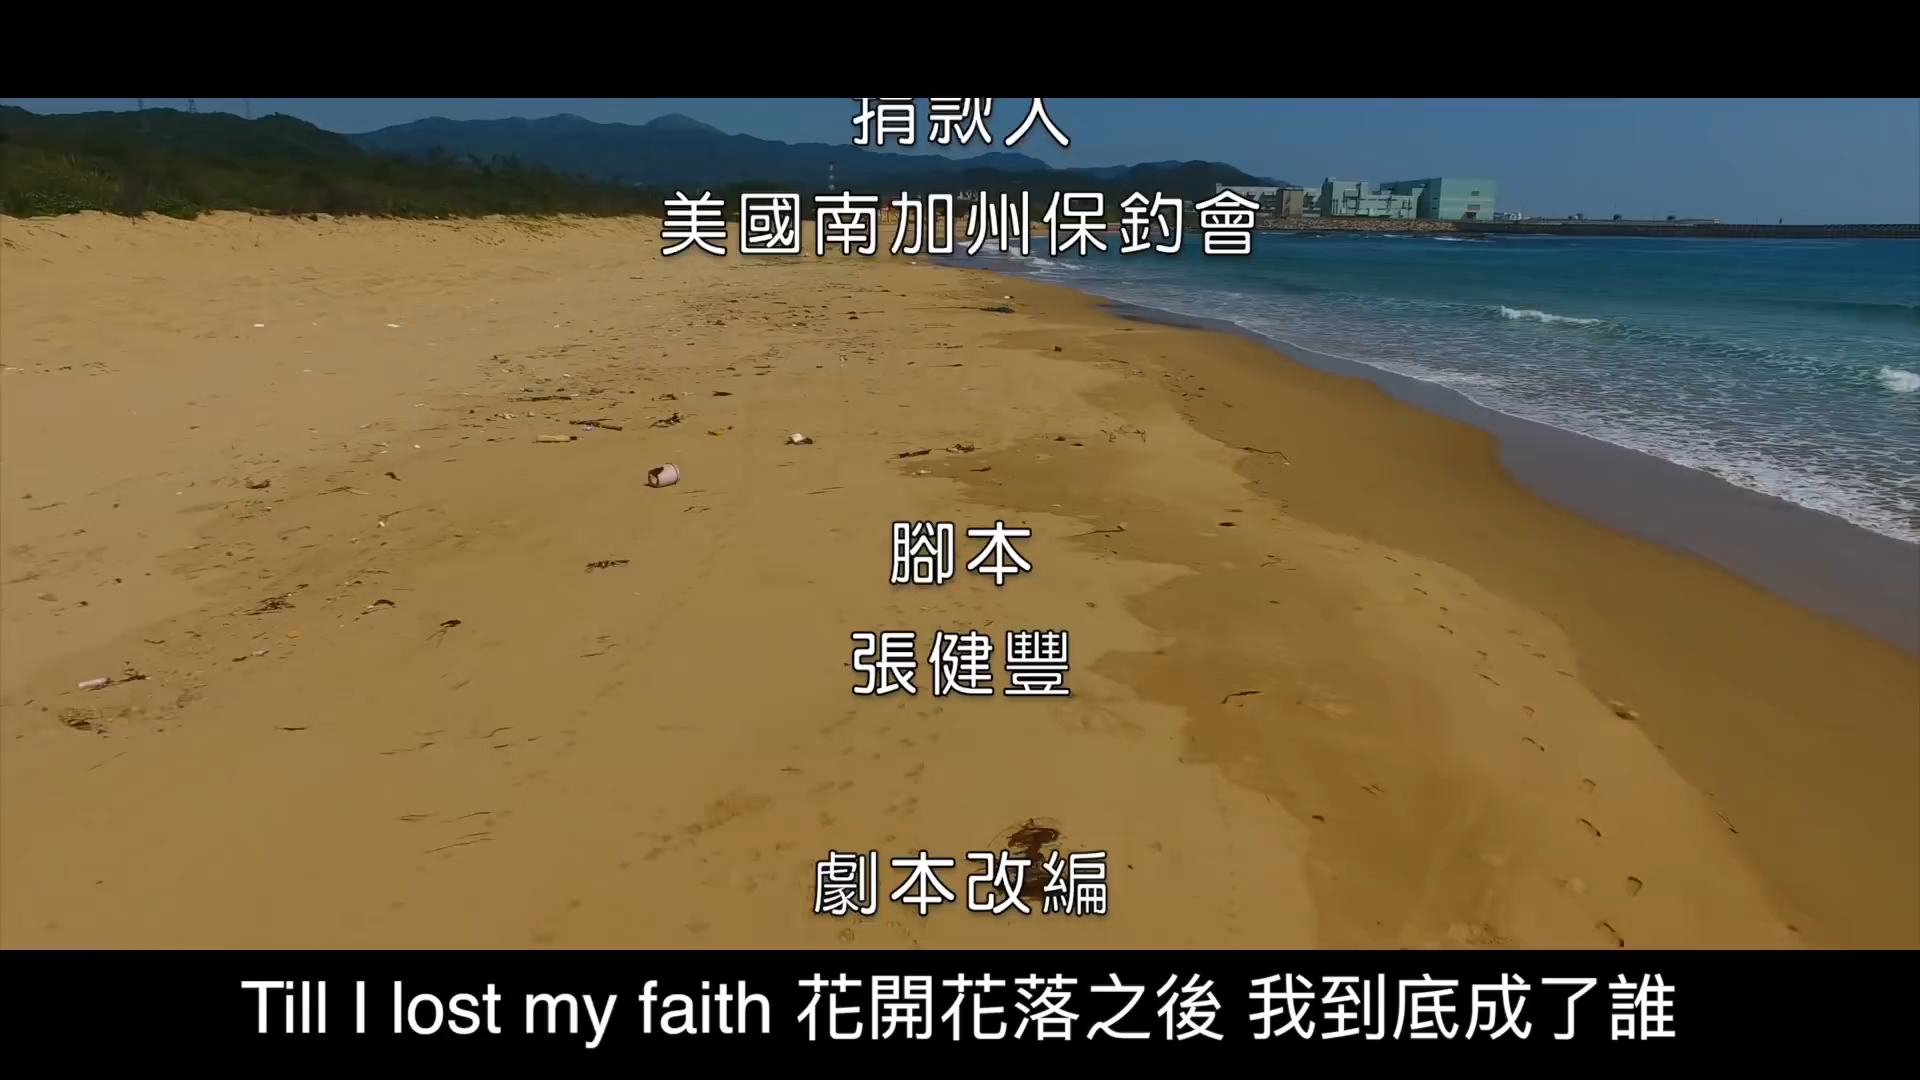 捐款人
美國南加州保釣會
腳本
張健豐
劇本改編
Till I lost my faith 花開花落之後 我到底成了誰